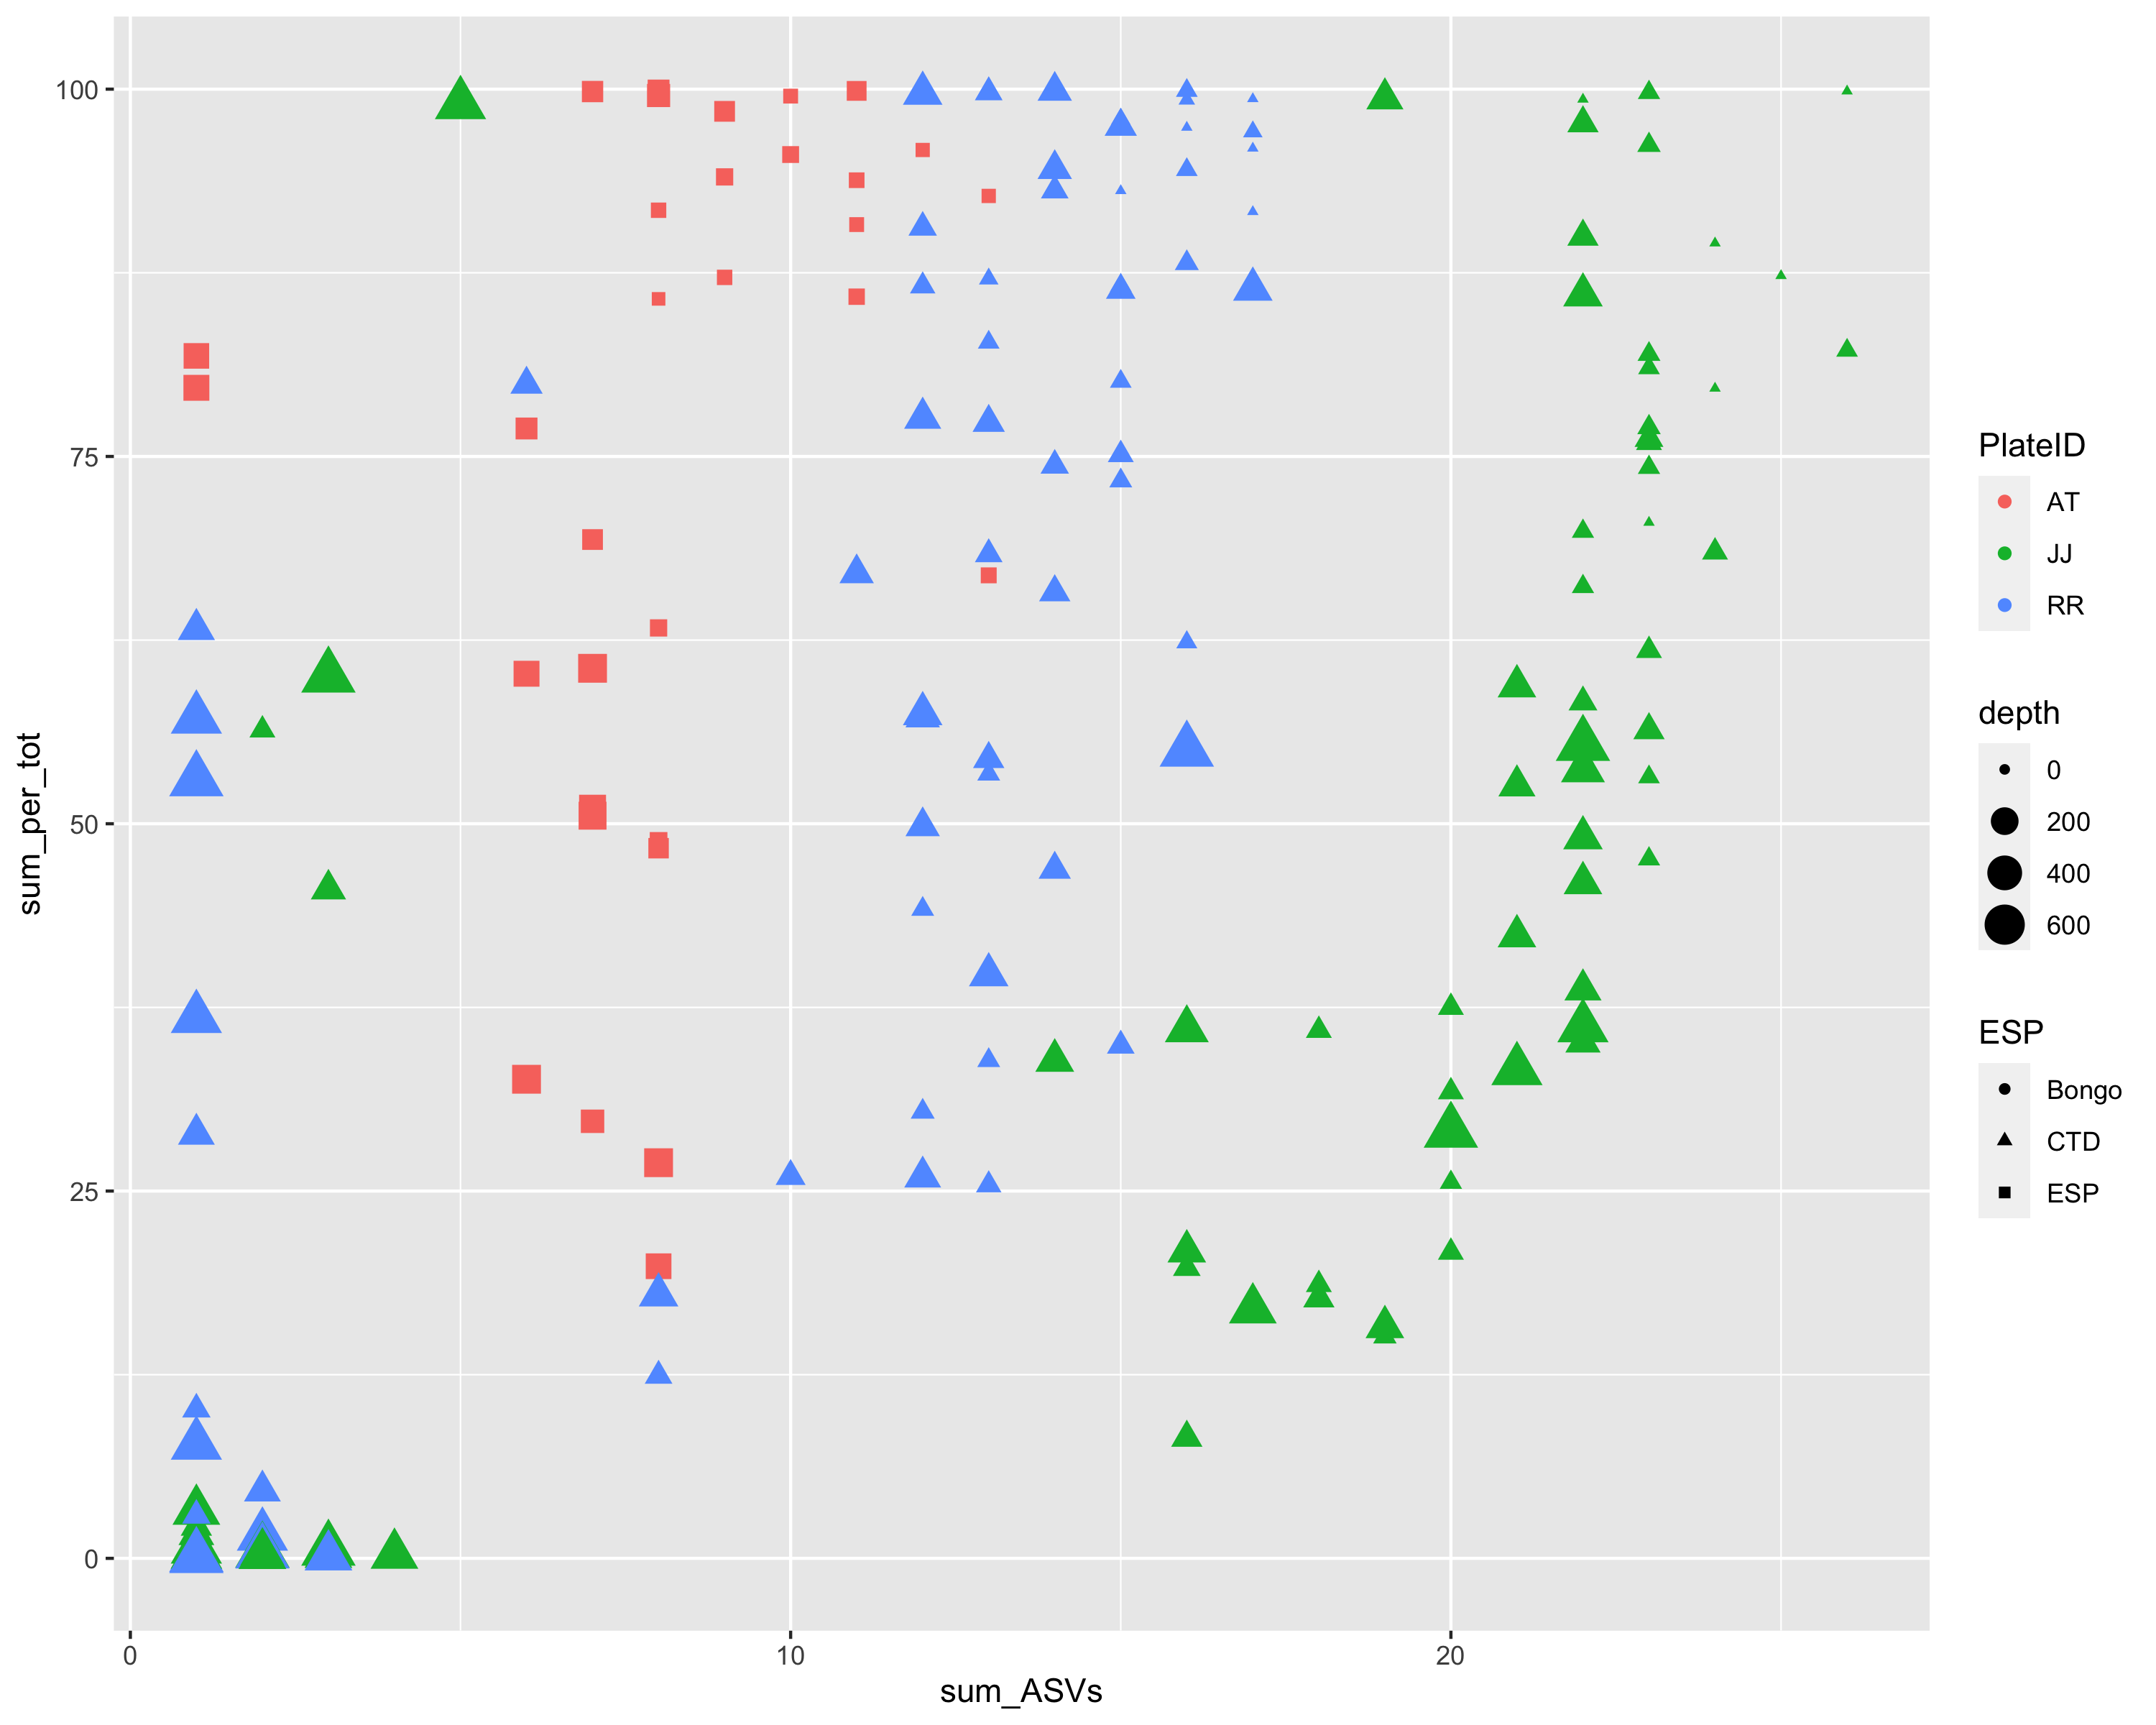 100
75
50
25
0
0
10
20
sum_per_tot
sum_ASVs
PlateID
AT
JJ
RR
depth
0
200
400
600
ESP
Bongo
CTD
ESP